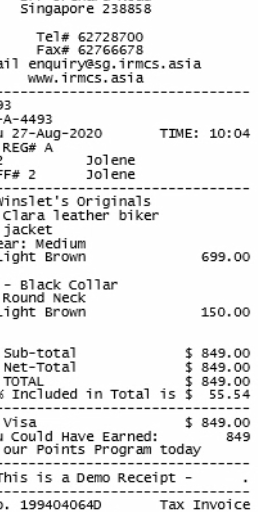 Singapore 238858
Tel# 62728700
Fax# 62766678
ail enquiry@sg.irmcs.asia
www.irmcs.asia
93
-A-4493
27-Aug-2020 TIME: 10:04
REG# A
2 Jolene
FF# 2 Jolene
Winslet's Originals
Clara leather biker
jacket
ear: Medium
Light Brown 699.00
- Black Collar
Round Neck
Light Brown 150.00
Sub-total $ 849.00
Net-Total $ 849.00
TOTAL $ 849.00
% Included in Total is $ 55.54
Visa $ 849.00
u Could Have Earned: 849
our Points Program today
This is a Demo Receipt - .
o. 199404064D Tax Invoice